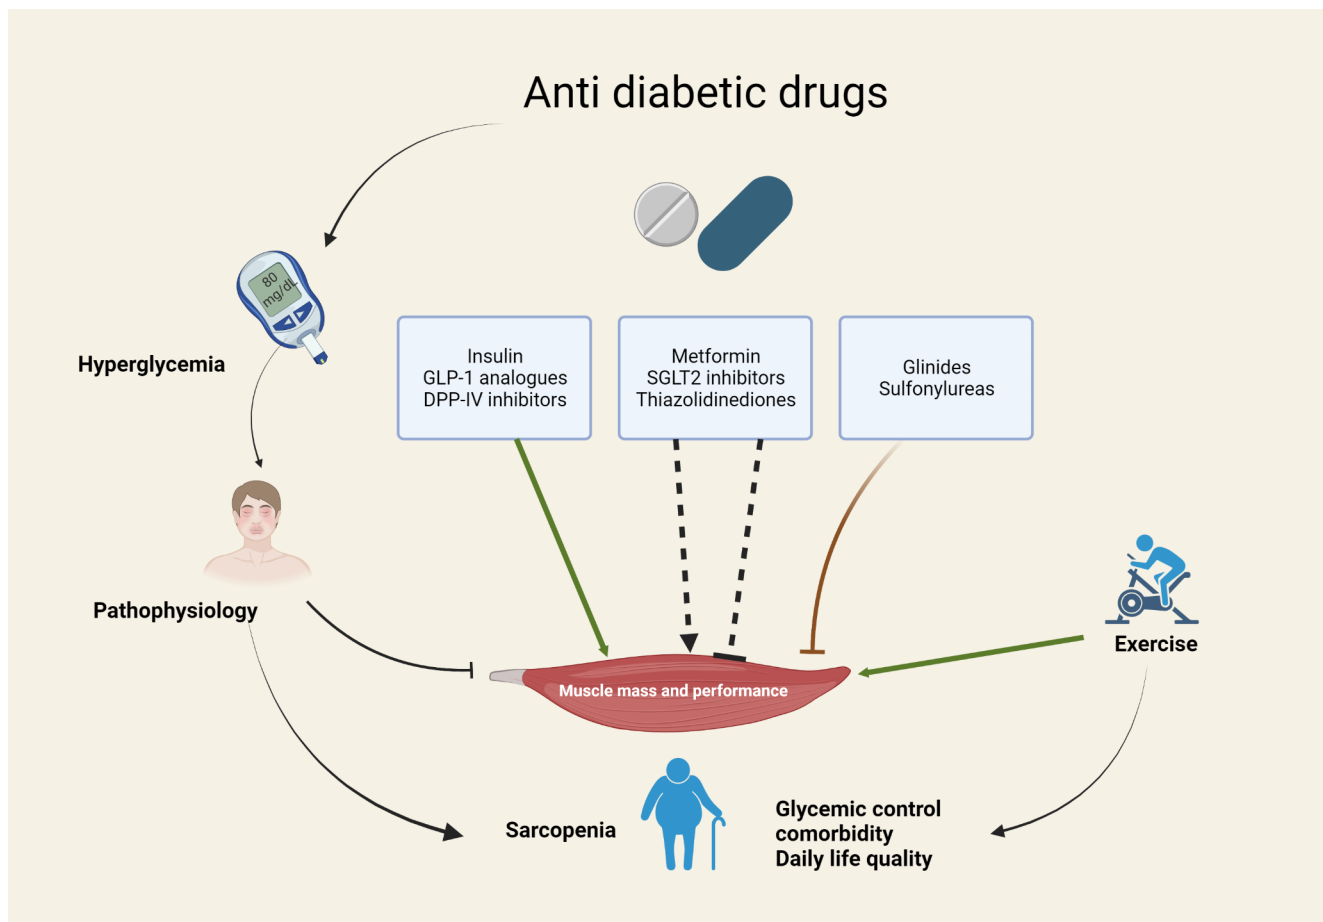 Anti diabetic drugs
80
mg/dL
Hyperglycemia
Insulin
GLP-1 analogues
DPP-IV inhibitors
Metformin
SGLT2 inhibitors
Thiazolidinediones
Glinides
Sulfonylureas
Pathophysiology
Exercise
Muscle mass and performance
Sarcopenia
Glycemic control
comorbidity
Daily life quality